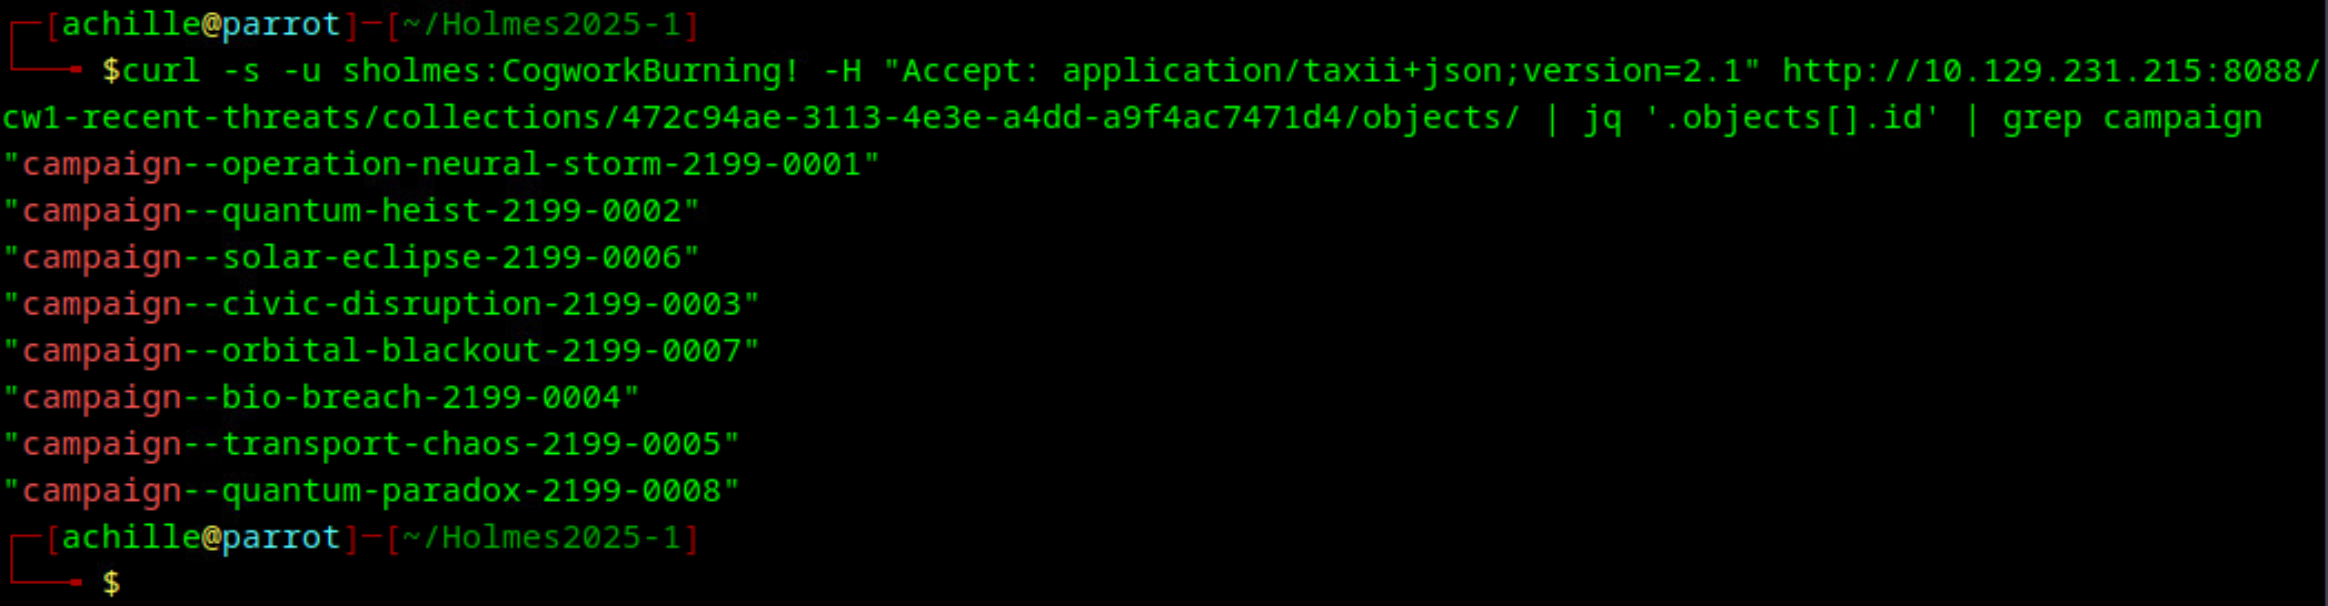 ┌─[achille@parrot]─[~/Holmes2025-1]
└──╼ $curl -s -u sholmes:CogworkBurning! -H "Accept: application/taxii+json;version=2.1" http://10.129.231.215:8088/
cw1-recent-threats/collections/472c94ae-3113-4e3e-a4dd-a9f4ac7471d4/objects/ | jq '.objects[].id' | grep campaign
"campaign--operation-neural-storm-2199-0001"
"campaign--quantum-heist-2199-0002"
"campaign--solar-eclipse-2199-0006"
"campaign--civic-disruption-2199-0003"
"campaign--orbital-blackout-2199-0007"
"campaign--bio-breach-2199-0004"
"campaign--transport-chaos-2199-0005"
"campaign--quantum-paradox-2199-0008"
┌─[achille@parrot]─[~/Holmes2025-1]
└──╼ $